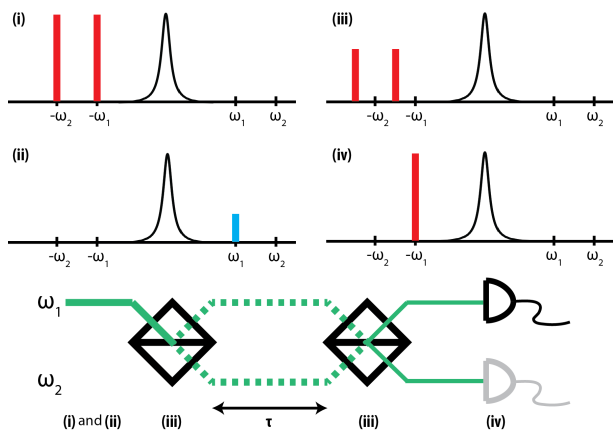 (i)
-ω2 -ω1 ω1 ω2
(iii)
-ω2 -ω1 ω1 ω2
(ii)
-ω2 -ω1 ω1 ω2
(iv)
-ω2 -ω1 ω1 ω2
ω1
ω2
(i) and (ii) (iii) τ (iii) (iv)